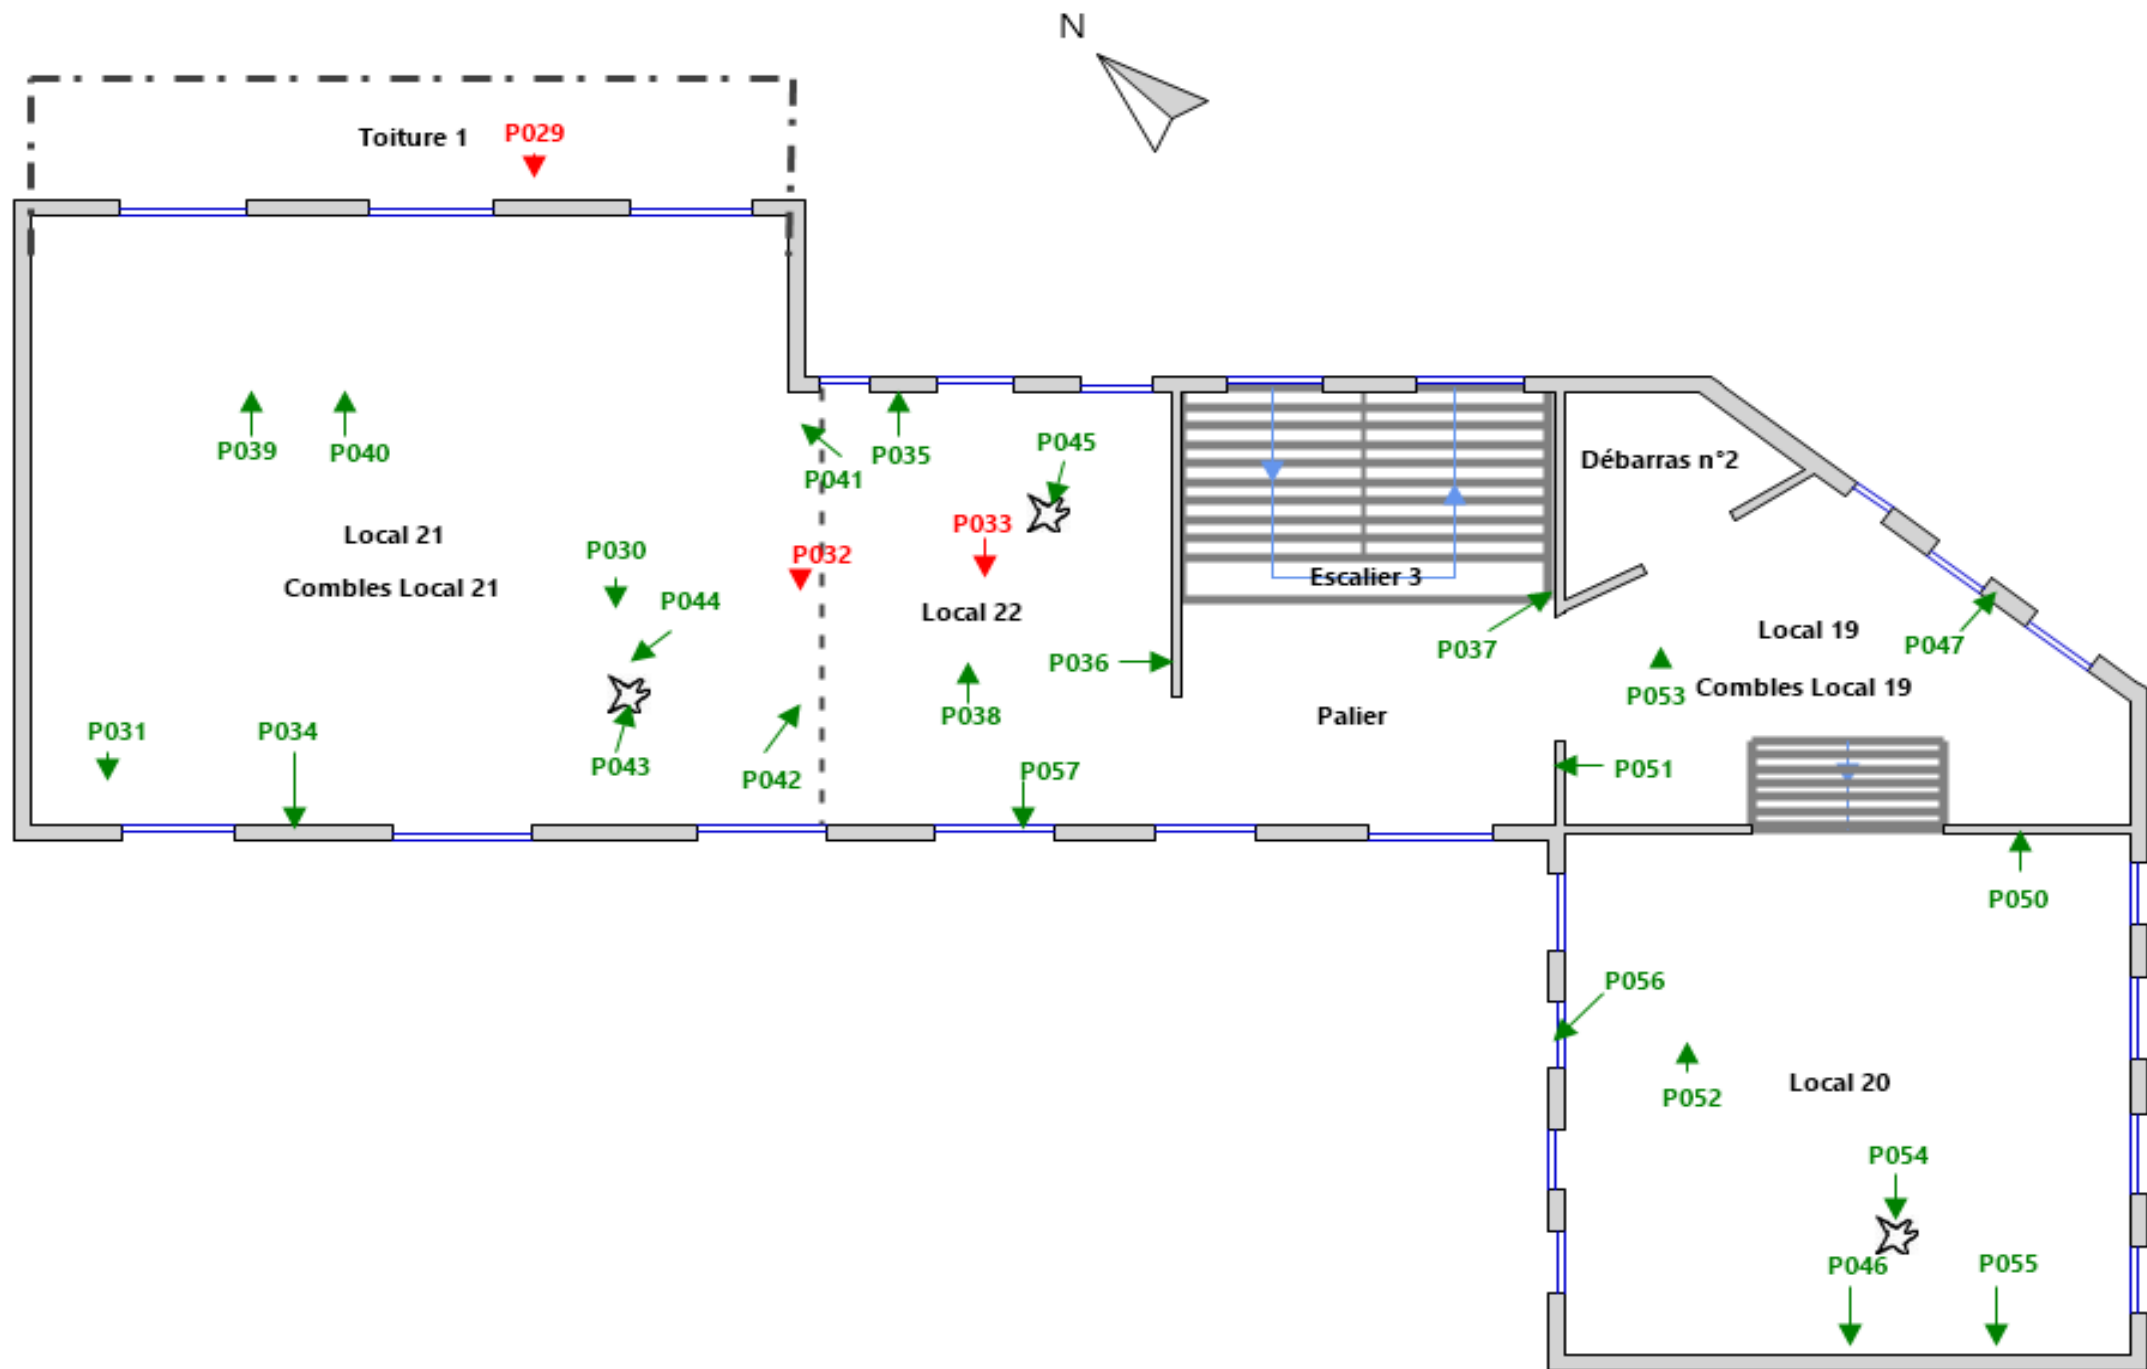 N
Toiture 1
P029
P039
P040
P041
P035
P045
Débarras n°2
Local 21
P030
P032
P033
Combles Local 21
P044
Local 22
Escalier 3
P036
P037
Local 19
P047
P053
Combles Local 19
P031
P034
P043
P042
P038
Palier
P057
P051
P050
P056
P052
Local 20
P054
P046
P055